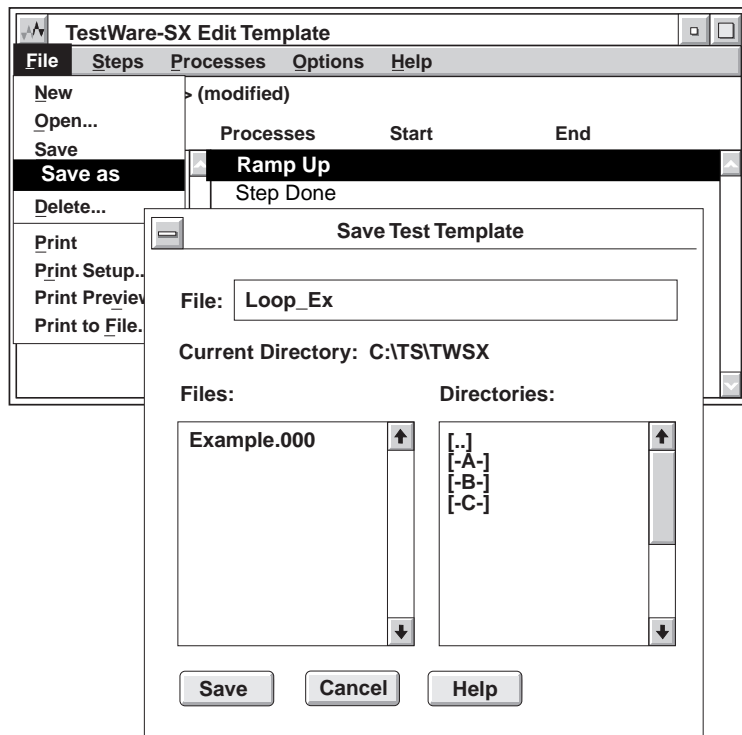 TestWare-SX Edit Template
File Steps Processes Options Help
New
> (modified)
Open...
Processes Start End
Save
Save as
Ramp Up
Step Done
Delete...
Print
Print Setup..
Print Preview
Print to File.
Save Test Template
File: Loop_Ex
Current Directory: C:\TS\TWSX
Files: Directories:
Example.000
[..]
[-A-]
[-B-]
[-C-]
Save Cancel Help